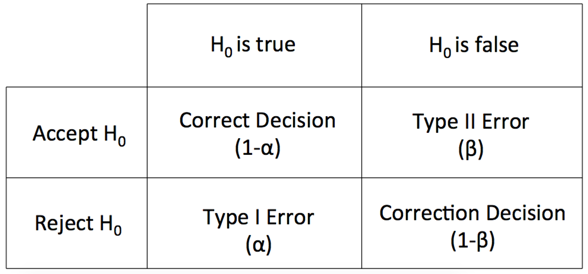 H₀ is true
H₀ is false
Accept H₀
Correct Decision
(1-α)
Type II Error
(β)
Reject H₀
Type I Error
(α)
Correction Decision
(1-β)